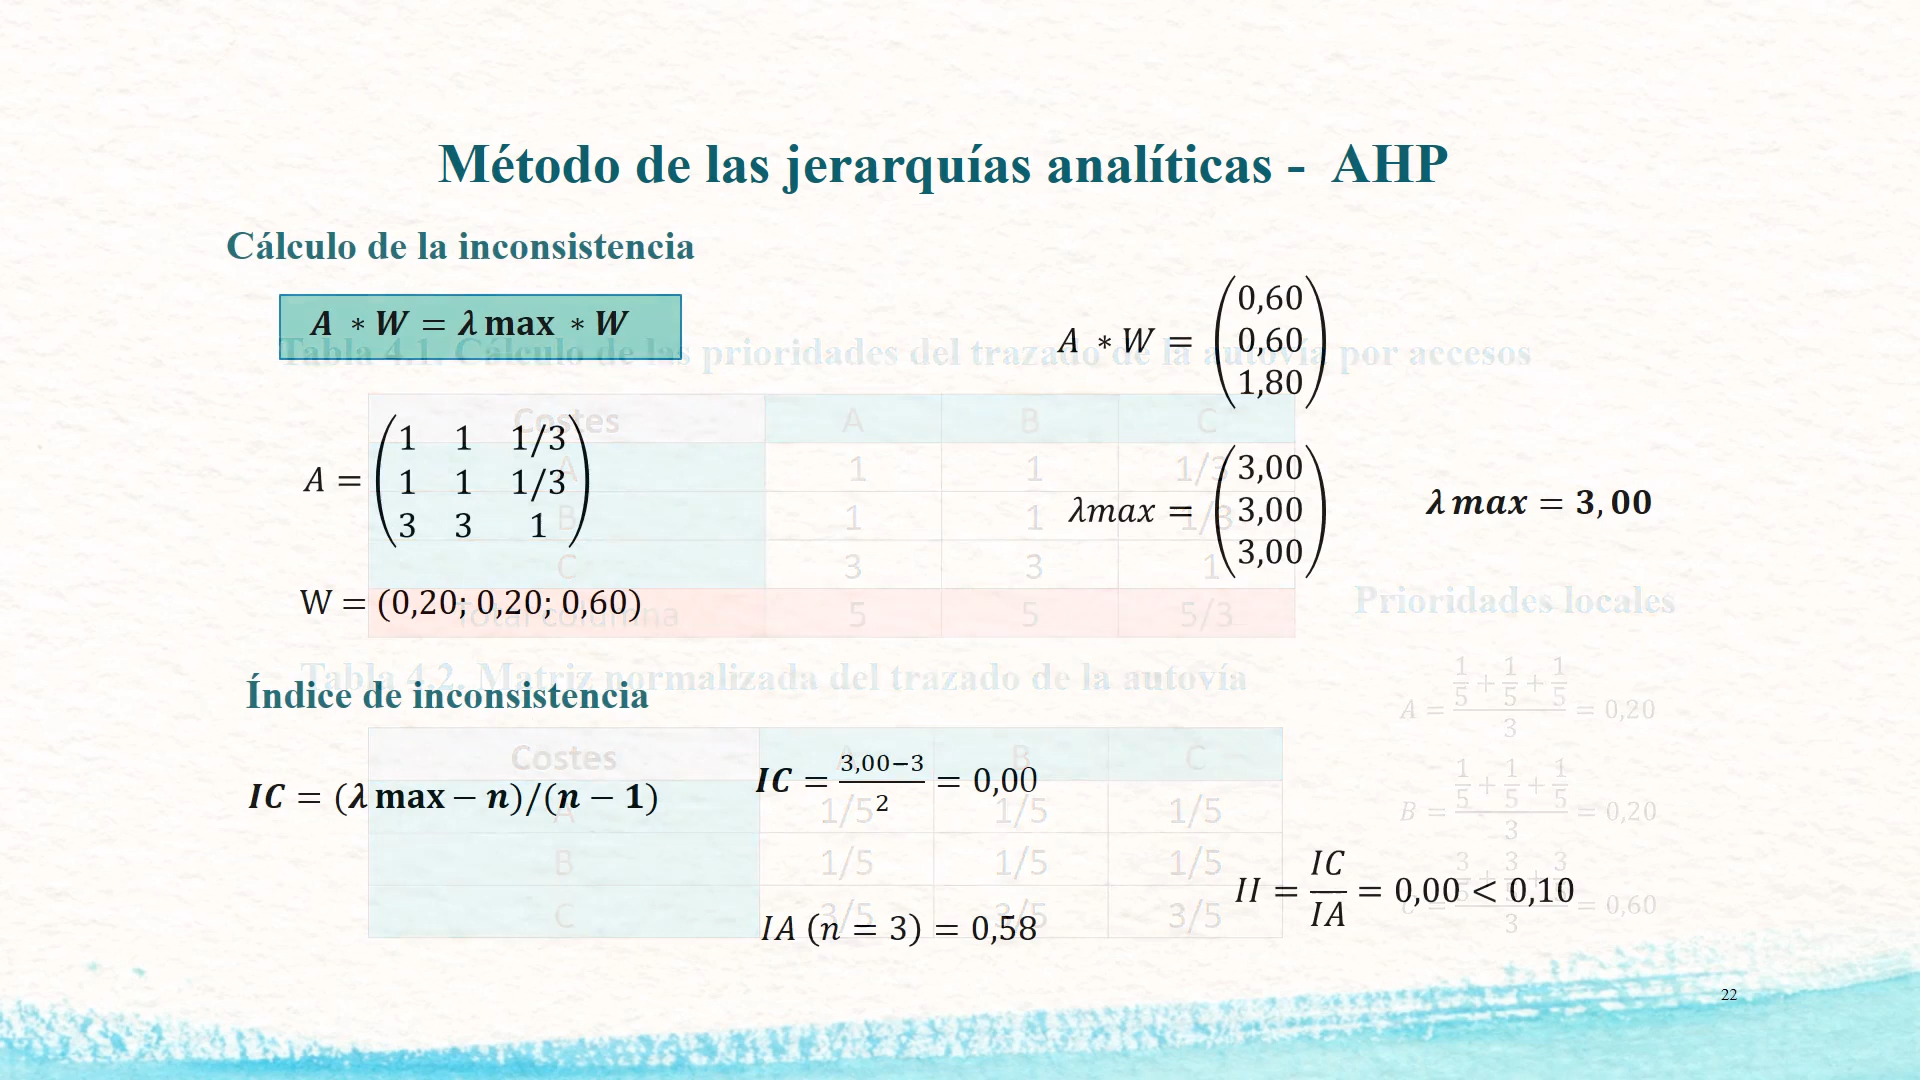 Método de las jerarquías analíticas - AHP
Cálculo de la inconsistencia
A ∗ W = λ max ∗ W
A ∗ W = (0,60
0,60
1,80)
Tabla 4.1. Cálculo de las prioridades del trazado de la autovía por accesos
Costes A B C
A 1 1 1/3
B 1 1 1/3
C 3 3 1
Total columna 5 5 5/3
A = (1 1 1/3
1 1 1/3
3 3 1)
λmax = (3,00
3,00
3,00)
λ max = 3,00
W = (0,20; 0,20; 0,60)
Prioridades locales
Tabla 4.2. Matriz normalizada del trazado de la autovía
Índice de inconsistencia
Costes A B C
A 1/5 1/5 1/5
B 1/5 1/5 1/5
C 3/5 3/5 3/5
A = (1/5 + 1/5 + 1/5)/3 = 0,20
B = (1/5 + 1/5 + 1/5)/3 = 0,20
C = (3/5 + 3/5 + 3/5)/3 = 0,60
IC = (λ max − n)/(n − 1)
IC = (3,00−3)/2 = 0,00
IA (n = 3) = 0,58
II = IC/IA = 0,00 < 0,10
22